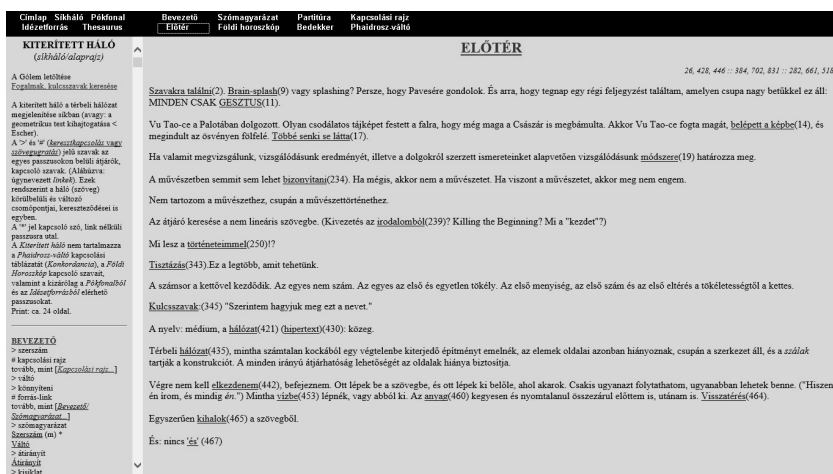 Címlap Síkháló Pókfonal
Idézetforrás Thesaurus
Bevezető Szómagyarázat Partitúra Kapcsolási rajz
Előtér Földi horoszkóp Bedekker Phaidrosz-váltó
KITERÍTETT HÁLÓ
(síkháló/alaprajz)
A Gólem letöltése
Fogalmak, kulcsszavak keresése
A kiterített háló a térbeli hálózat
megjelenítése síkban (avagy: a
geometrikus test kihajtogatása <
Escher).
A '>' és '#' (keresztkapcsolás vagy
szövegugratás) jelű szavak az
egyes passzusokon belüli átjárók,
kapcsoló szavak. (Aláhúzva:
úgynevezett linkek). Ezek
rendszerint a háló (szöveg)
körülbelüli és változó
csomópontjai, kereszteződései is
egyben.
A '*' jel kapcsoló szó, link nélküli
passzusra utal.
A Kiterített háló nem tartalmazza
a Phaidross-váltó kapcsolási
táblázatát (Konkordancia), a Földi
Horoszkóp kapcsoló szavait,
valamint a kizárólag a Pókfonalból
és az Idézetforrásból elérhető
passzusokat.
Print: ca. 24 oldal.
BEVEZETŐ
> szerszám
# kapcsolási rajz
tovább, mint [Kapcsolási rajz...]
> váltó
> könnyíteni
# forrás-link
tovább, mint [Bevezető/
Szómagyarázat...]
> szómagyarázat
Szerszám (m) *
Váltó
> átirányít
Átirányít
> kisiklat
ELŐTÉR
26, 428, 446 :: 384, 702, 831 :: 282, 661, 518
Szavakra találni(2). Brain-splash(9) vagy splashing? Persze, hogy Pavesére gondolok. És arra, hogy tegnap egy régi feljegyzést találtam, amelyen csupa nagy betűkkel ez áll:
MINDEN CSAK GESZTUS(11).
Vu Tao-ce a Palotában dolgozott. Olyan csodálatos tájképet festett a falra, hogy még maga a Császár is megbámulta. Akkor Vu Tao-ce fogta magát, belépett a képbe(14), és
megindult az ösvényen fölfelé. Többé senki se látta(17).
Ha valamit megvizsgálunk, vizsgálódásunk eredményét, illetve a dolgokról szerzett ismereteinket alapvetően vizsgálódásunk módszere(19) határozza meg.
A művészetben semmit sem lehet bizonyítani(234). Ha mégis, akkor nem a művészetet. Ha viszont a művészetet, akkor meg nem engem.
Nem tartozom a művészethez, csupán a művészettörténethez.
Az átjáró keresése a nem lineáris szövegbe. (Kivezetés az irodalomból(239)? Killing the Beginning? Mi a "kezdet"?)
Mi lesz a történeteimmel(250)!?
Tisztázás(343).Ez a legtöbb, amit tehetünk.
A számsor a kettővel kezdődik. Az egyes nem szám. Az egyes az első és egyetlen tökély. Az első menyiség, az első szám és az első eltérés a tökéletességtől a kettes.
Kulcsszavak:(345) "Szerintem hagyjuk meg ezt a nevet."
A nyelv: médium, a hálózat(421) (hipertext)(430): közeg.
Térbeli hálózat(435), mintha számtalan kockából egy végtelenbe kiterjedő építményt emelnék, az elemek oldalai azonban hiányoznak, csupán a szerkezet áll, és a szálak
tartják a konstrukciót. A minden irányú átjárhatóság lehetőségét az oldalak hiánya biztosítja.
Végre nem kell elkezdenem(442), befejeznem. Ott lépek be a szövegbe, és ott lépek ki belőle, ahol akarok. Csakis ugyanazt folytathatom, ugyanabban lehetek benne. ("Hiszen
én írom, és mindig én.") Mintha vízbe(453) lépnék, vagy abból ki. Az anyag(460) kegyesen és nyomtalanul összezárul előttem is, utánam is. Visszatérés(464).
Egyszerűen kihalok(465) a szövegből.
És: nincs 'és' (467)